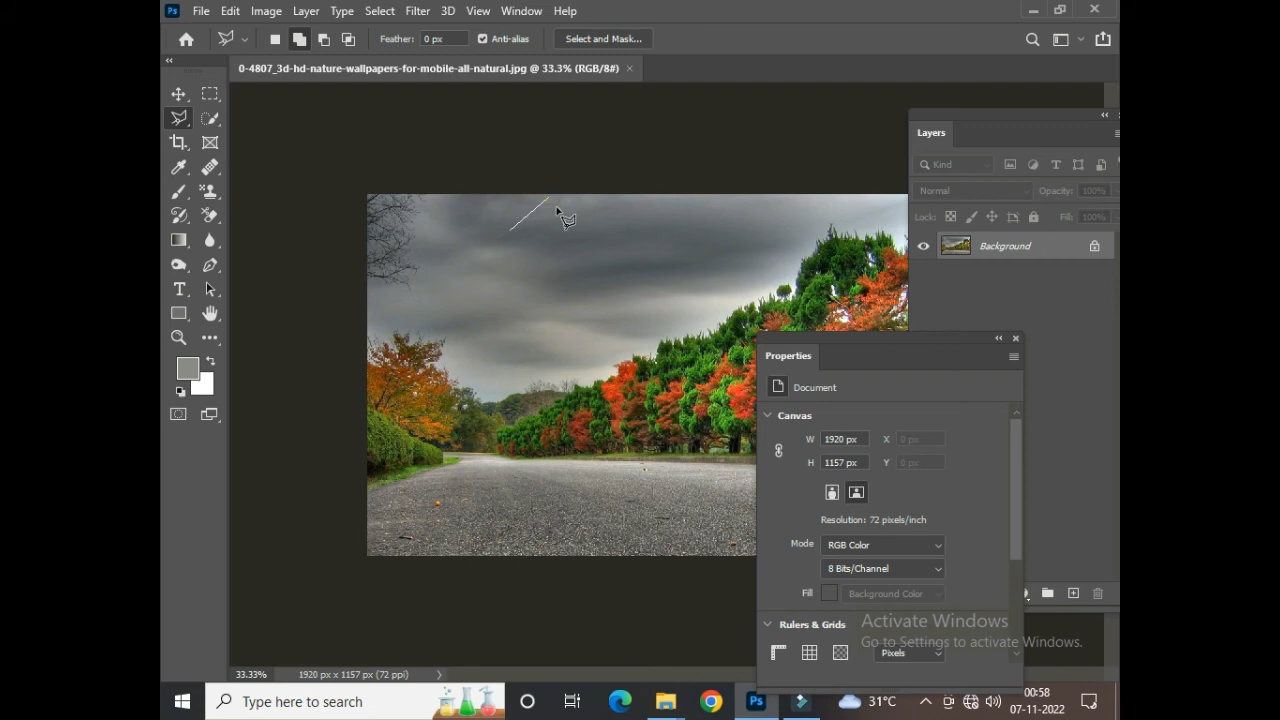 Ps File Edit Image Layer Type Select Filter 3D View Window Help
Feather: 0 px Anti-alias Select and Mask...
0-4807_3d-hd-nature-wallpapers-for-mobile-all-natural.jpg @ 33.3% (RGB/8#) ×
Layers
Kind
Normal Opacity: 100%
Lock: Fill: 100%
Background
Properties
Document
Canvas
W 1920 px X 0 px
H 1157 px Y 0 px
Resolution: 72 pixels/inch
Mode RGB Color
8 Bits/Channel
Fill Background Color
Rulers & Grids
Pixels
Activate Windows
Go to Settings to activate Windows.
33.33% 1920 px x 1157 px (72 ppi)
Type here to search
Ps
31°C
00:58
07-11-2022